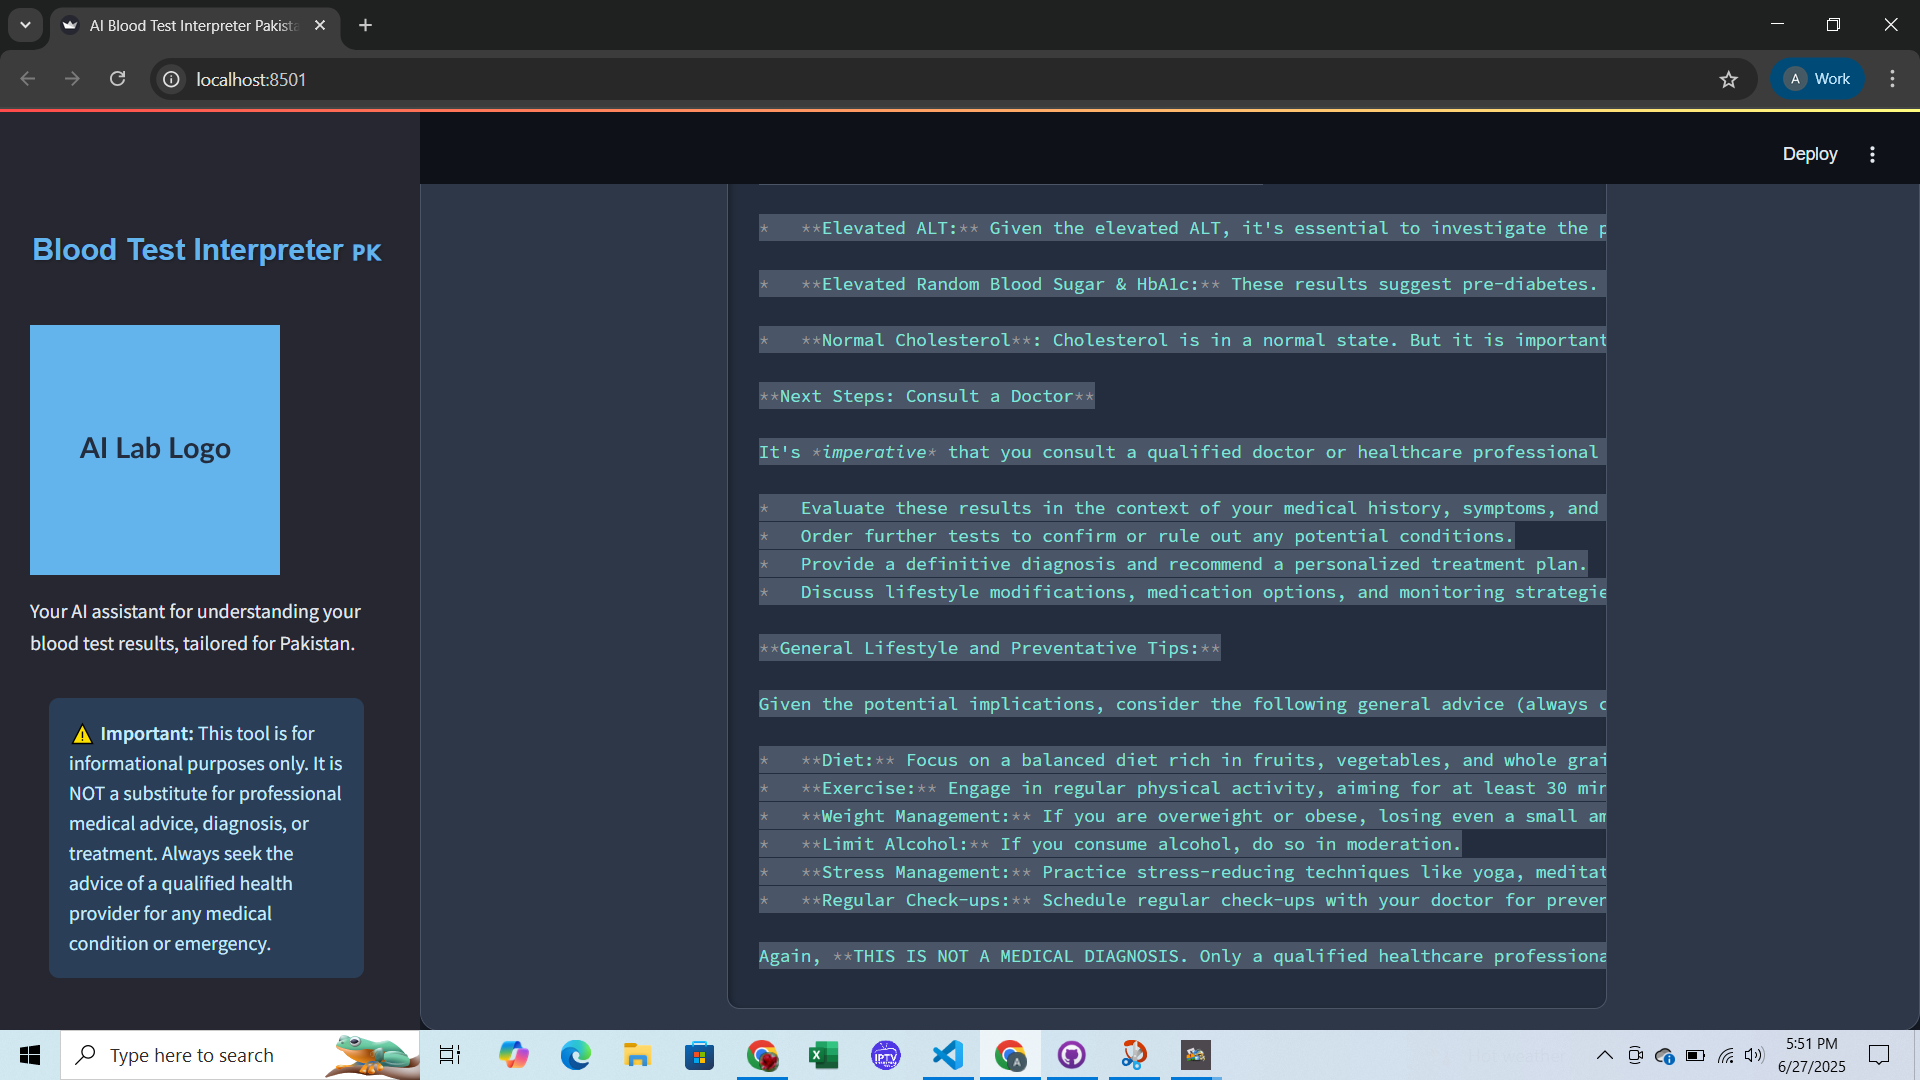 AI Blood Test Interpreter Pakista
localhost:8501
A Work
Deploy
Blood Test Interpreter PK
AI Lab Logo
Your AI assistant for understanding your
blood test results, tailored for Pakistan.
⚠️ Important: This tool is for
informational purposes only. It is
NOT a substitute for professional
medical advice, diagnosis, or
treatment. Always seek the
advice of a qualified health
provider for any medical
condition or emergency.
*   **Elevated ALT:** Given the elevated ALT, it's essential to investigate the p
*   **Elevated Random Blood Sugar & HbA1c:** These results suggest pre-diabetes.
*   **Normal Cholesterol**: Cholesterol is in a normal state. But it is important
**Next Steps: Consult a Doctor**
It's *imperative* that you consult a qualified doctor or healthcare professional
*   Evaluate these results in the context of your medical history, symptoms, and
*   Order further tests to confirm or rule out any potential conditions.
*   Provide a definitive diagnosis and recommend a personalized treatment plan.
*   Discuss lifestyle modifications, medication options, and monitoring strategie
**General Lifestyle and Preventative Tips:**
Given the potential implications, consider the following general advice (always c
*   **Diet:** Focus on a balanced diet rich in fruits, vegetables, and whole grai
*   **Exercise:** Engage in regular physical activity, aiming for at least 30 min
*   **Weight Management:** If you are overweight or obese, losing even a small am
*   **Limit Alcohol:** If you consume alcohol, do so in moderation.
*   **Stress Management:** Practice stress-reducing techniques like yoga, meditat
*   **Regular Check-ups:** Schedule regular check-ups with your doctor for preven
Again, **THIS IS NOT A MEDICAL DIAGNOSIS. Only a qualified healthcare professiona
Type here to search
IPTV
A
5:51 PM
6/27/2025